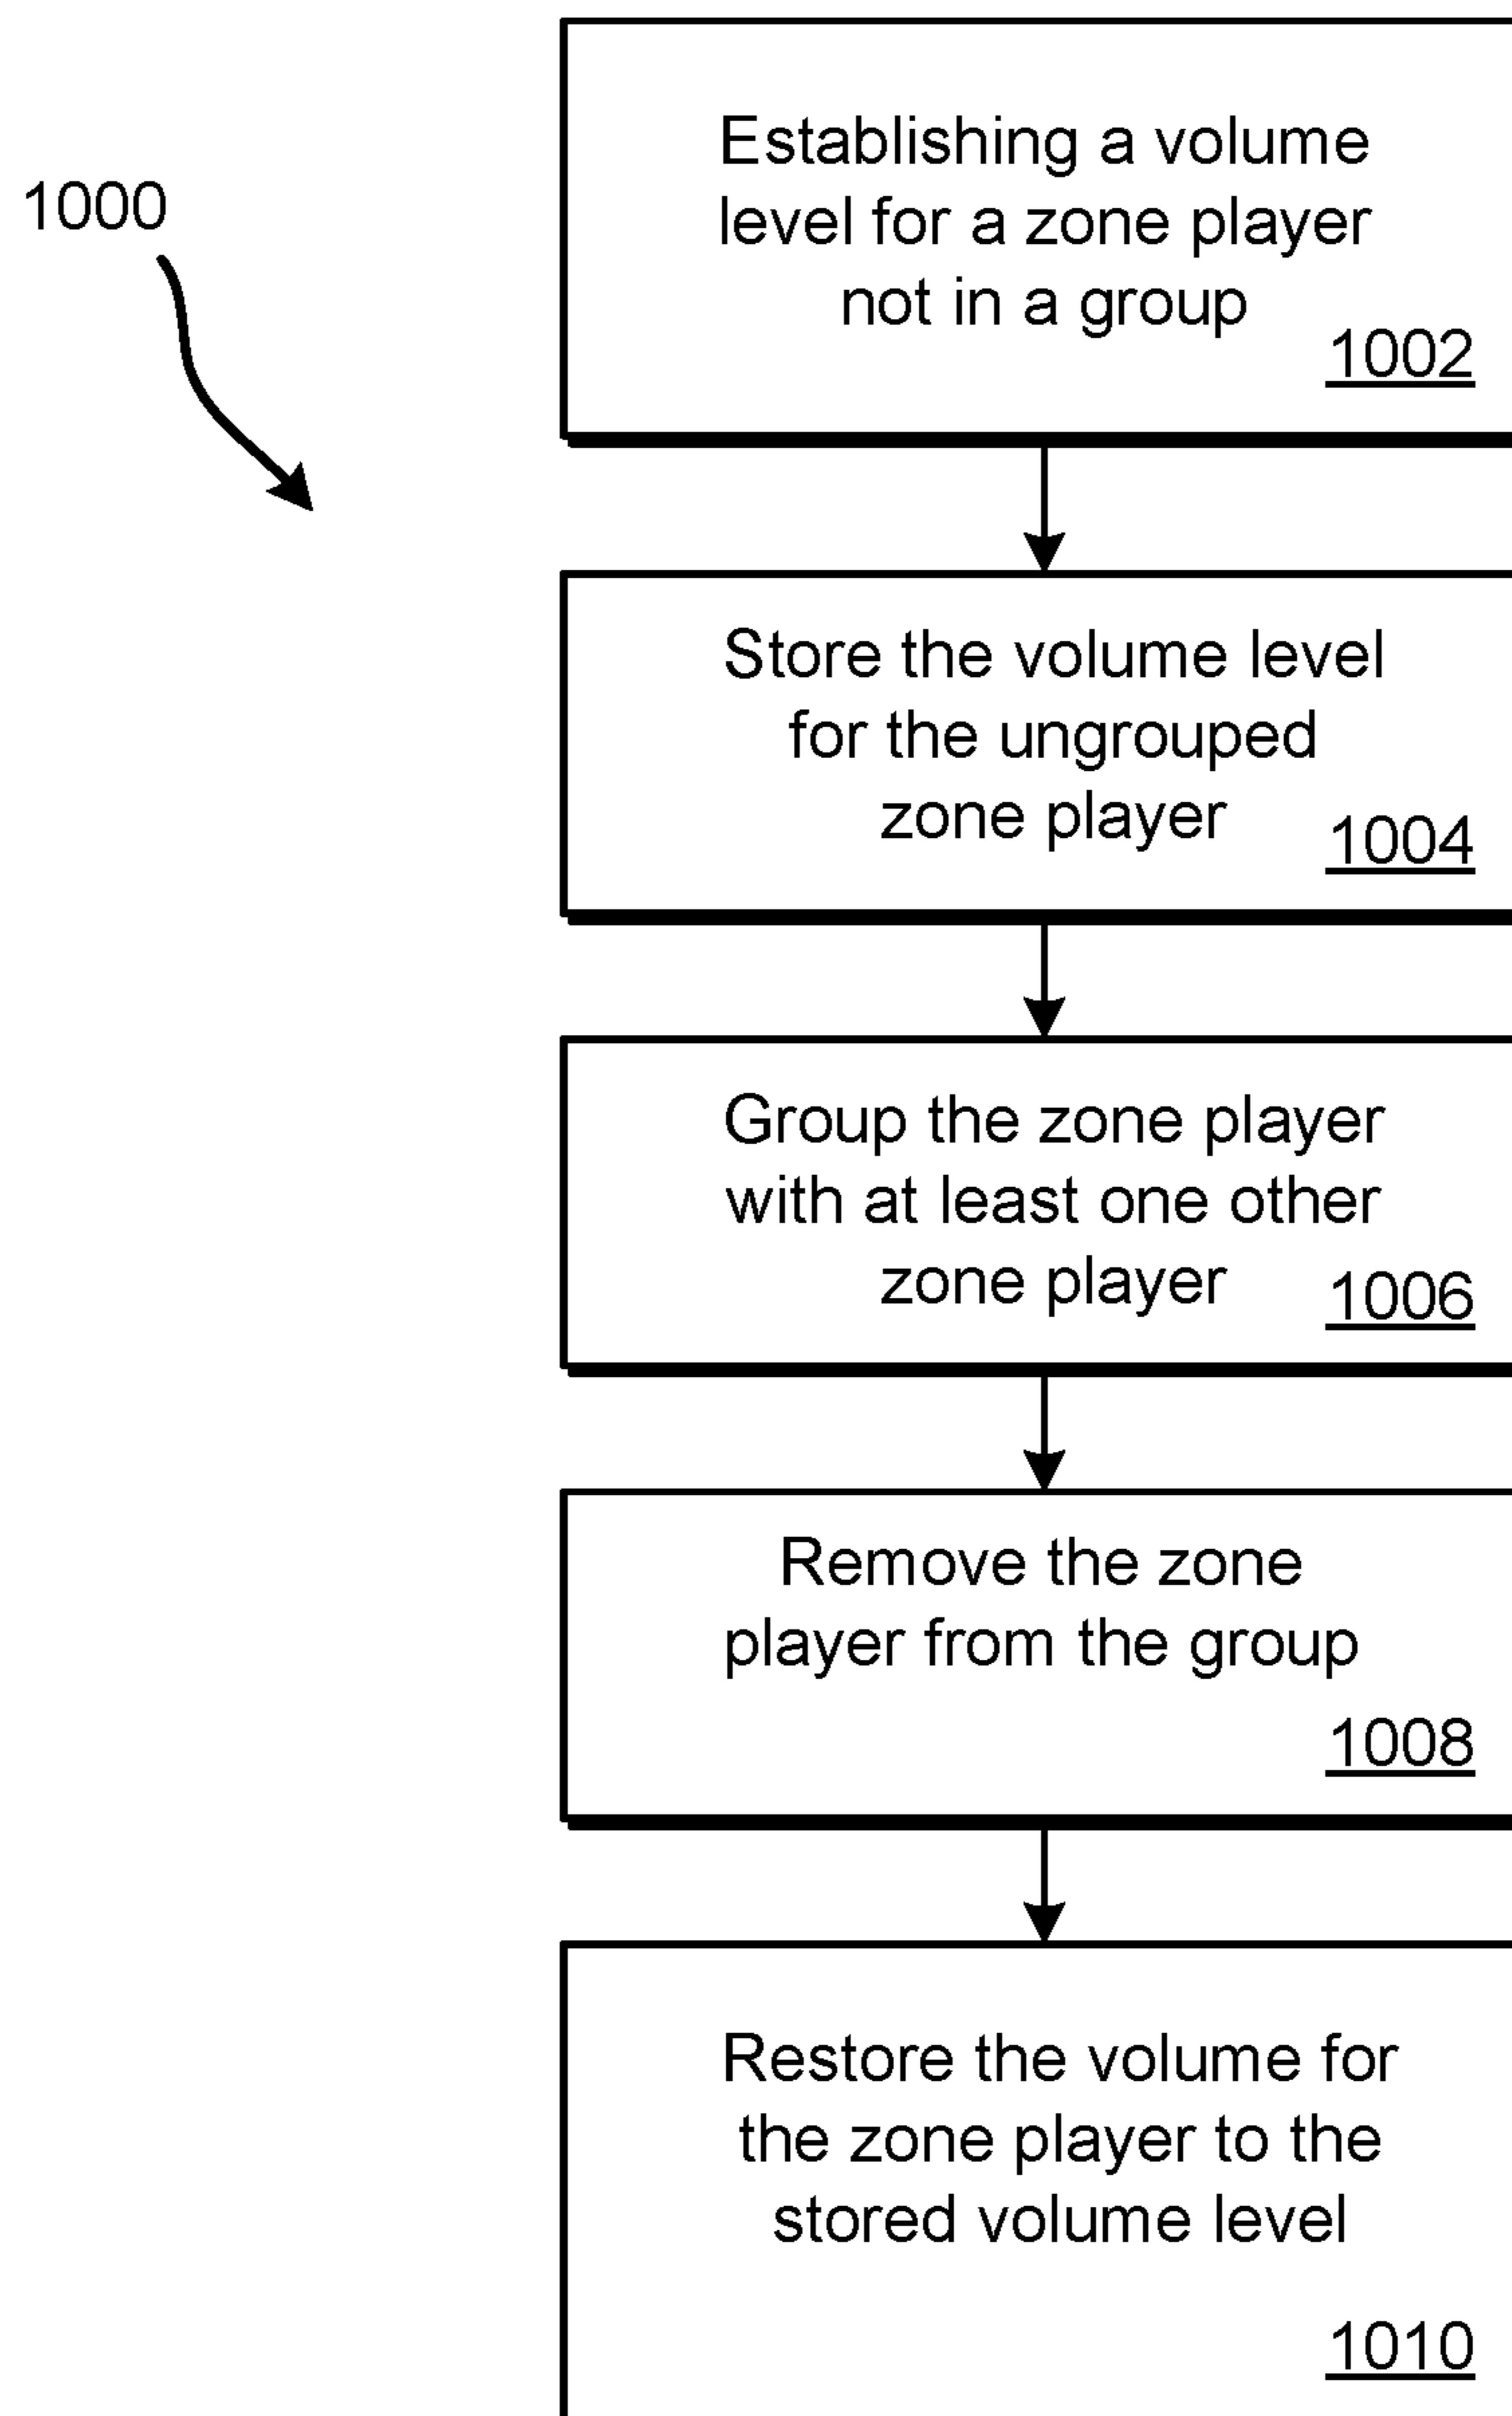 1000
Establishing a volume
level for a zone player
not in a group
1002
Store the volume level
for the ungrouped
zone player
1004
Group the zone player
with at least one other
zone player
1006
Remove the zone
player from the group
1008
Restore the volume for
the zone player to the
stored volume level
1010